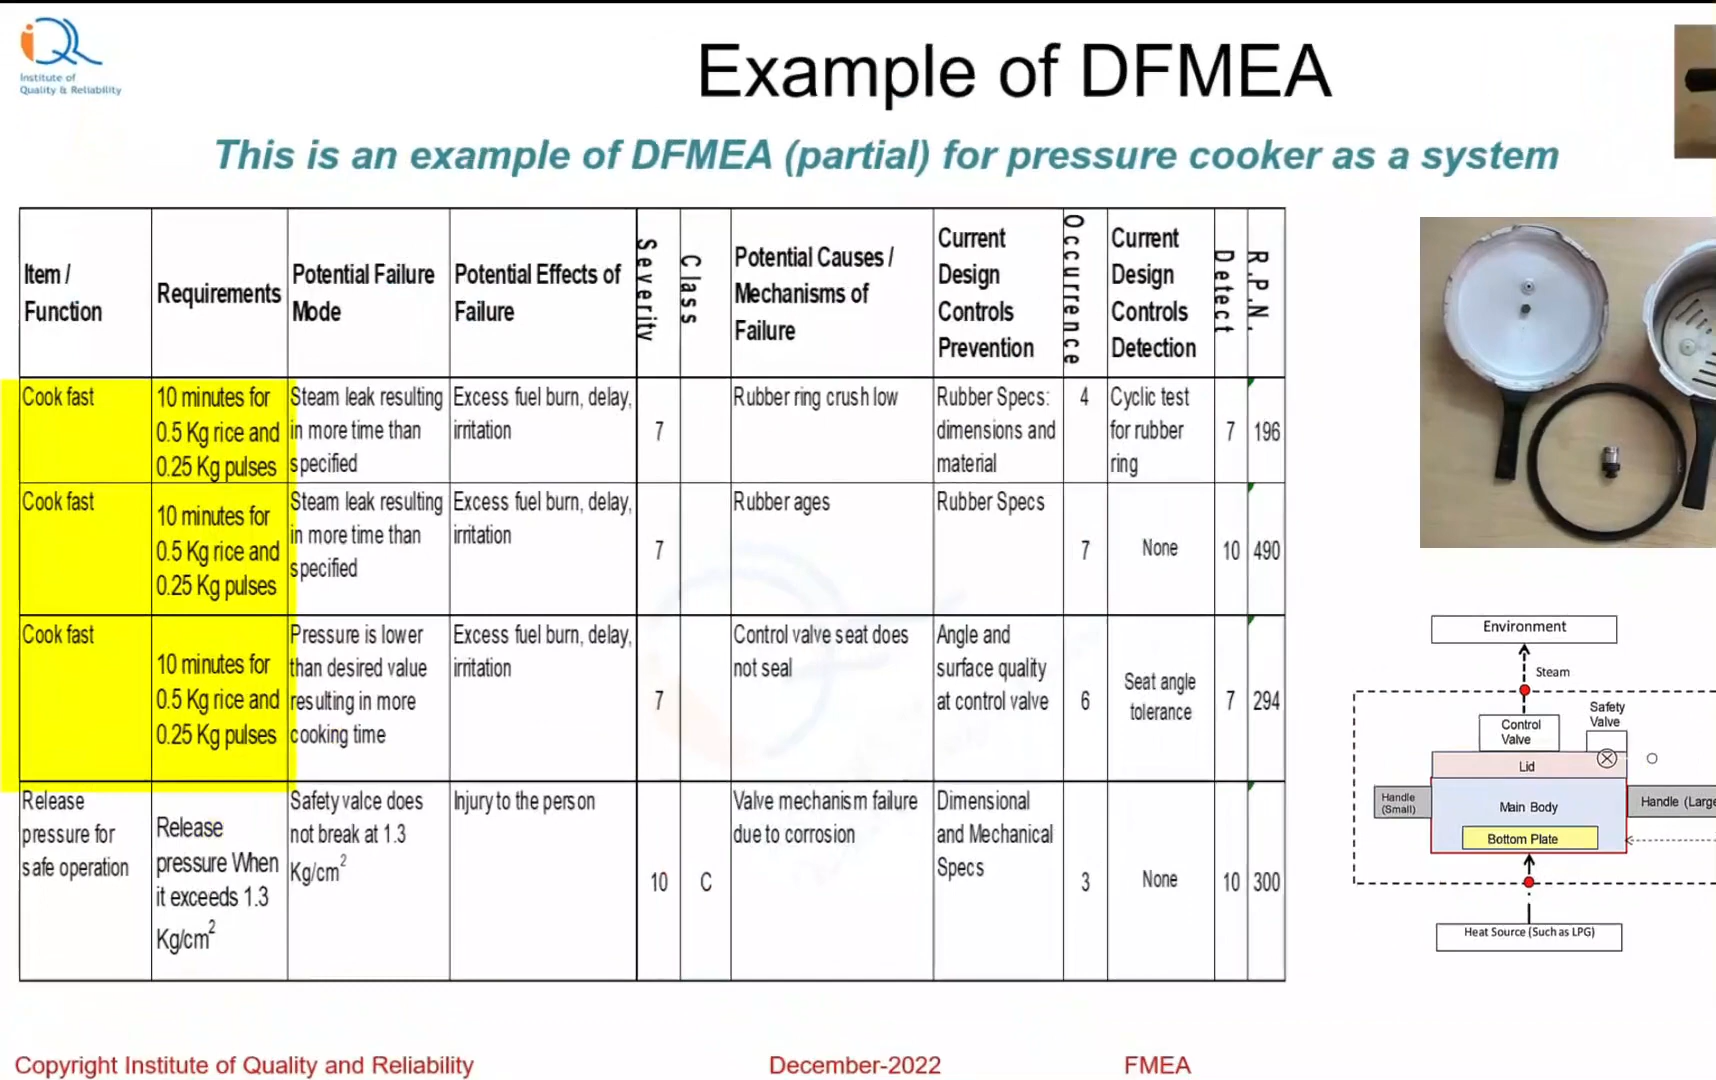 Institute of
Quality & Reliability
Example of DFMEA
This is an example of DFMEA (partial) for pressure cooker as a system
Item /
Function
Requirements
Potential Failure
Mode
Potential Effects of
Failure
Severity
Class
Potential Causes /
Mechanisms of
Failure
Current
Design
Controls
Prevention
Occurrence
Current
Design
Controls
Detection
Detect
R.P.N.
Cook fast
10 minutes for
0.5 Kg rice and
0.25 Kg pulses
Steam leak resulting
in more time than
specified
Excess fuel burn, delay,
irritation
7
Rubber ring crush low
Rubber Specs:
dimensions and
material
4
Cyclic test
for rubber
ring
7
196
Cook fast
10 minutes for
0.5 Kg rice and
0.25 Kg pulses
Steam leak resulting
in more time than
specified
Excess fuel burn, delay,
irritation
7
Rubber ages
Rubber Specs
7
None
10
490
Cook fast
10 minutes for
0.5 Kg rice and
0.25 Kg pulses
Pressure is lower
than desired value
resulting in more
cooking time
Excess fuel burn, delay,
irritation
7
Control valve seat does
not seal
Angle and
surface quality
at control valve
6
Seat angle
tolerance
7
294
Release
pressure for
safe operation
Release
pressure When
it exceeds 1.3
Kg/cm²
Safety valce does
not break at 1.3
Kg/cm²
Injury to the person
10
C
Valve mechanism failure
due to corrosion
Dimensional
and Mechanical
Specs
3
None
10
300
Environment
Steam
Safety
Valve
Control
Valve
Lid
Handle
(Small)
Main Body
Handle (Large
Bottom Plate
Heat Source (Such as LPG)
Copyright Institute of Quality and Reliability
December-2022
FMEA